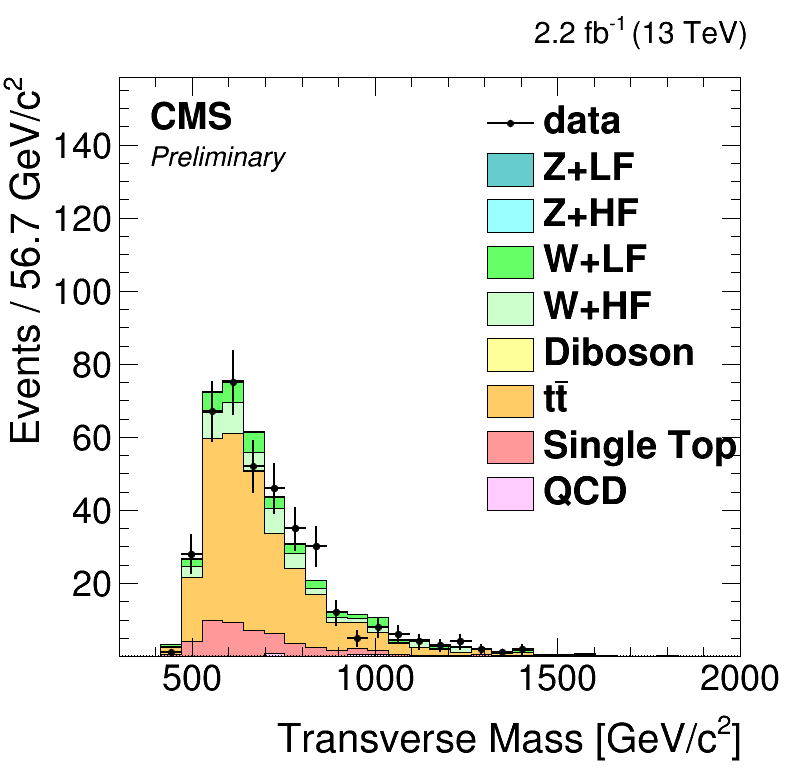 2.2 fb⁻¹ (13 TeV)
Events / 56.7 GeV/c²
CMS
Preliminary
data
Z+LF
Z+HF
W+LF
W+HF
Diboson
tt̄
Single Top
QCD
140
120
100
80
60
40
20
500 1000 1500 2000
Transverse Mass [GeV/c²]